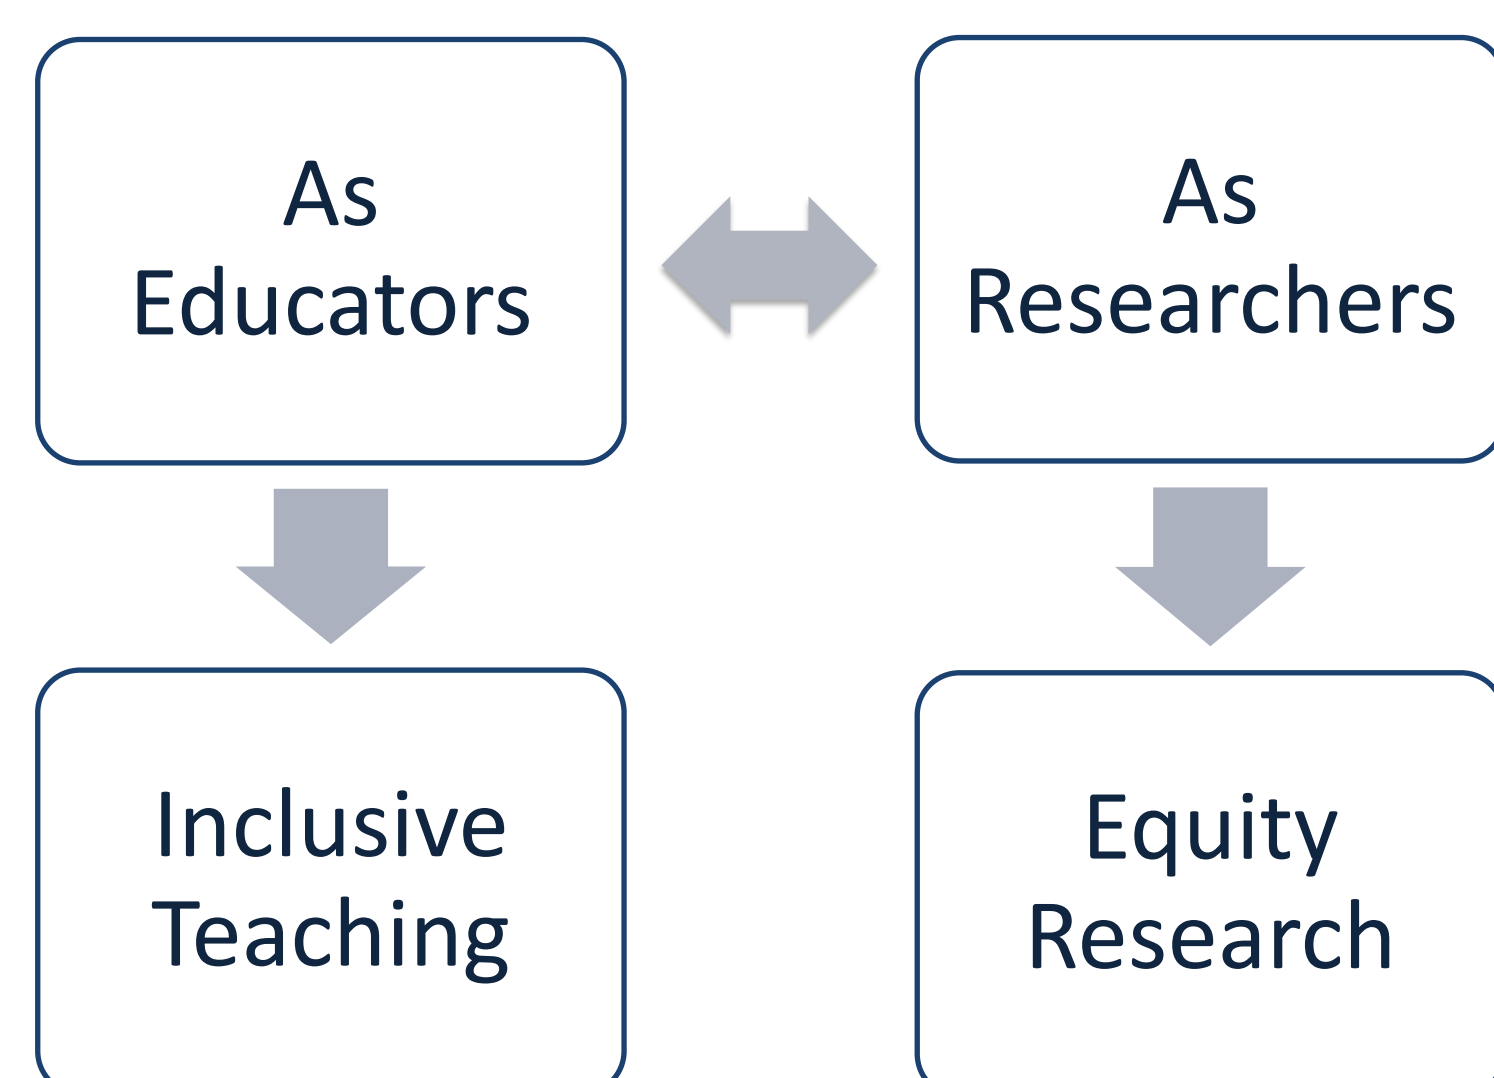 As
Educators
As
Researchers
Inclusive
Teaching
Equity
Research